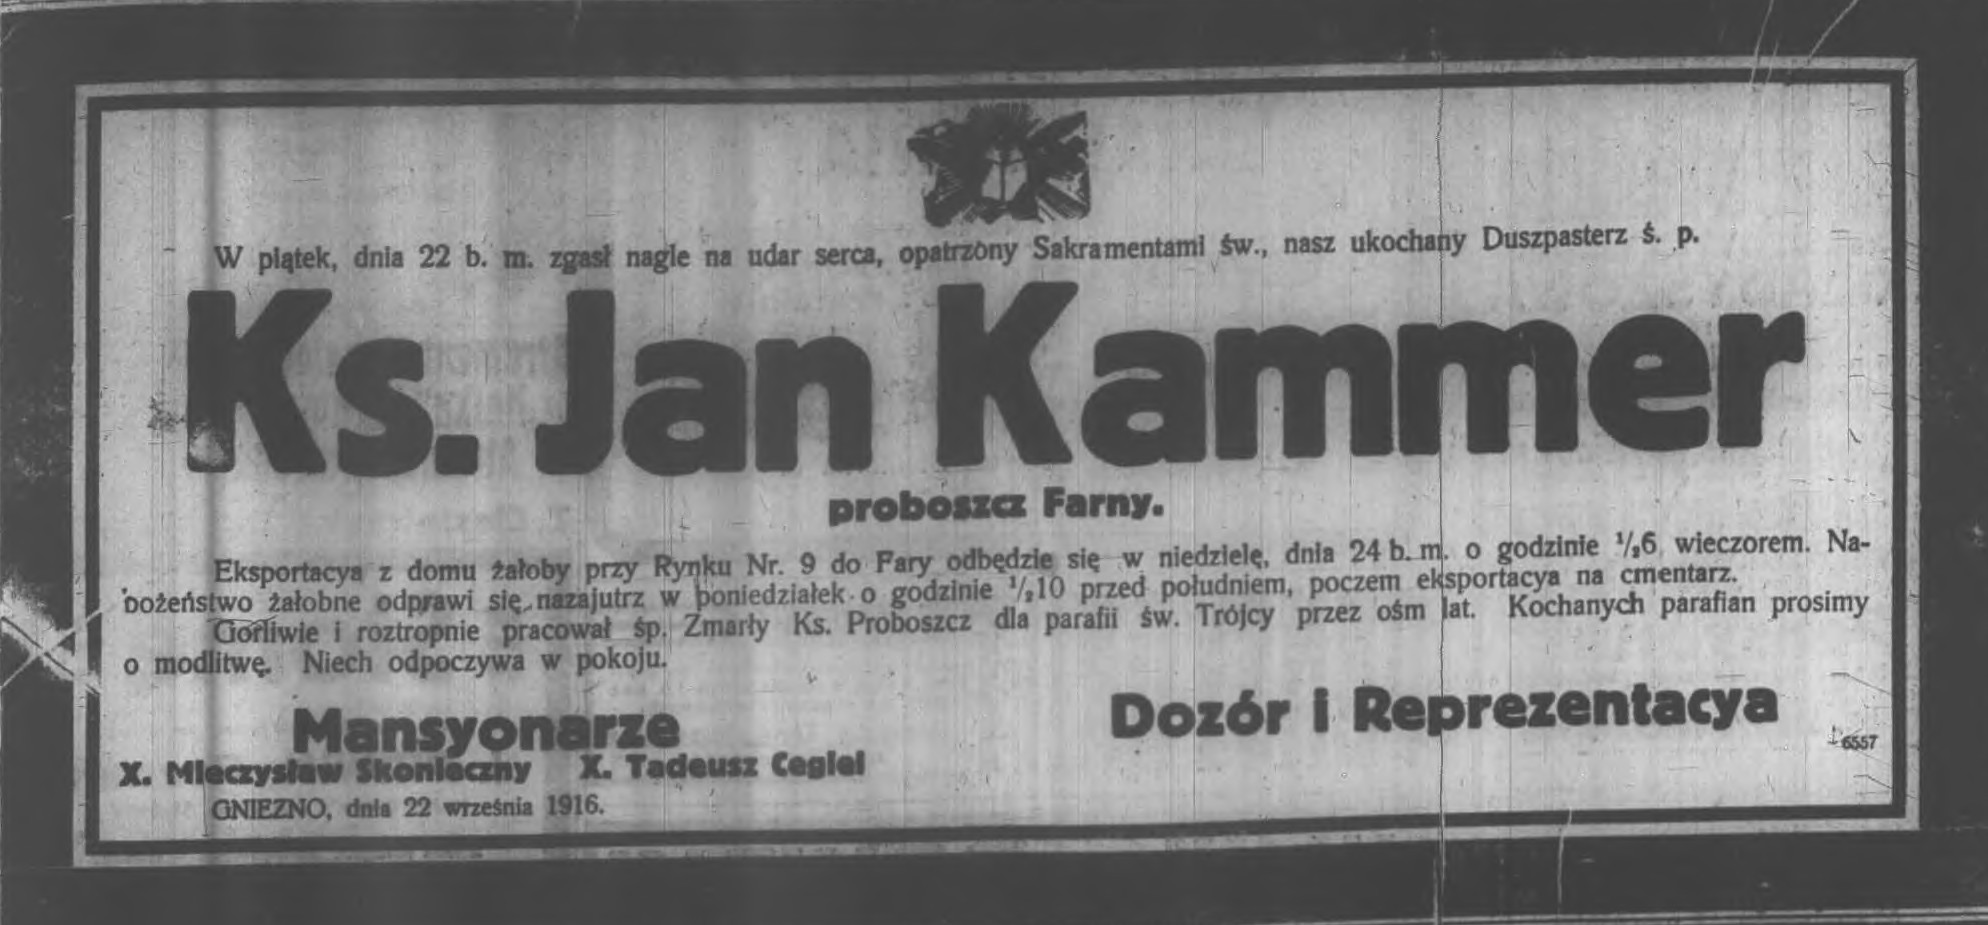 W piątek, dnia 22 b. m. zgasł nagle na udar serca, opatrzony Sakramentami św., nasz ukochany Duszpasterz ś. p.
Ks. Jan Kammer
proboszcz Farny.
Eksportacya z domu żałoby przy Rynku Nr. 9 do Fary odbędzie się w niedzielę, dnia 24 b. m. o godzinie ½6 wieczorem. Na-
bożeństwo żałobne odprawi się nazajutrz w poniedziałek o godzinie ½10 przed południem, poczem eksportacya na cmentarz.
Gorliwie i roztropnie pracował śp. Zmarły Ks. Proboszcz dla parafii św. Trójcy przez ośm lat. Kochanych parafian prosimy
o modlitwę. Niech odpoczywa w pokoju.
Mansyonarze
X. Mieczysław Skonieczny X. Tadeusz Cegiel
Dozór i Reprezentacya
6557
GNIEZNO, dnia 22 września 1916.